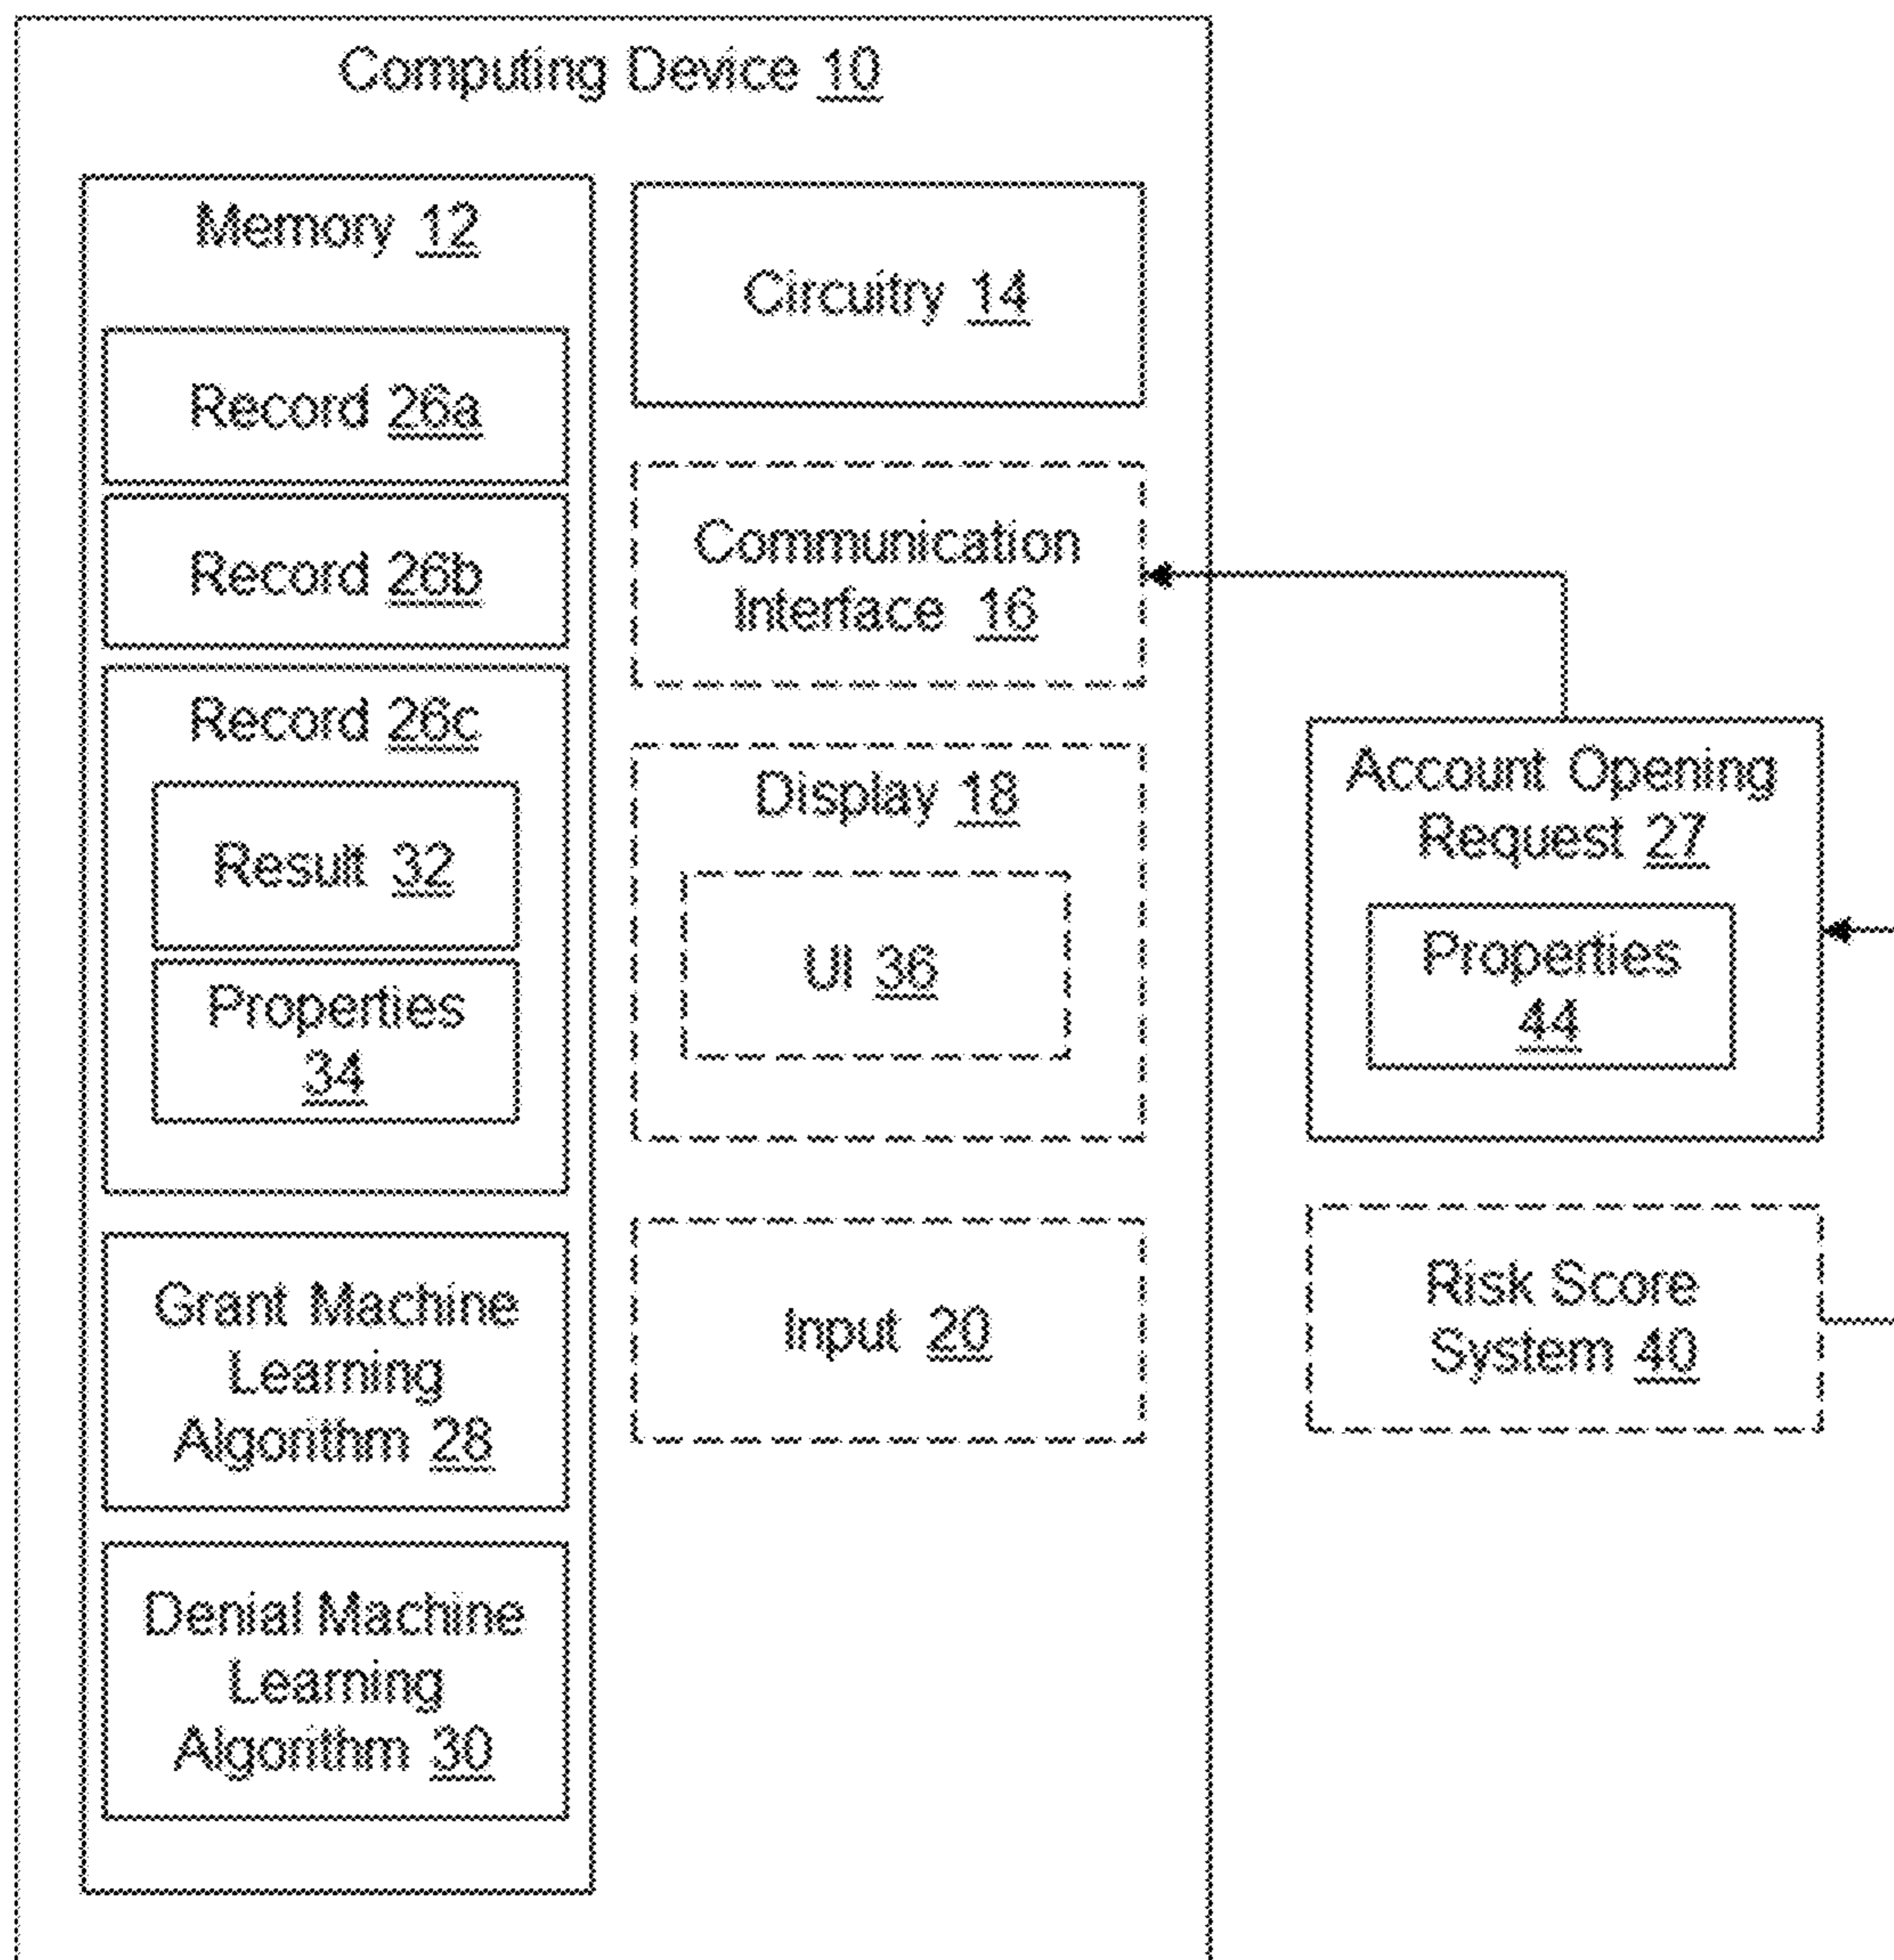 Computing Device 10
Memory 12
Record 26a
Record 26b
Record 26c
Result 32
Properties
34
Grant Machine
Learning
Algorithm 28
Denial Machine
Learning
Algorithm 30
Circuitry 14
Communication
Interface 16
Display 18
UI 36
Input 20
Account Opening
Request 27
Properties
44
Risk Score
System 40